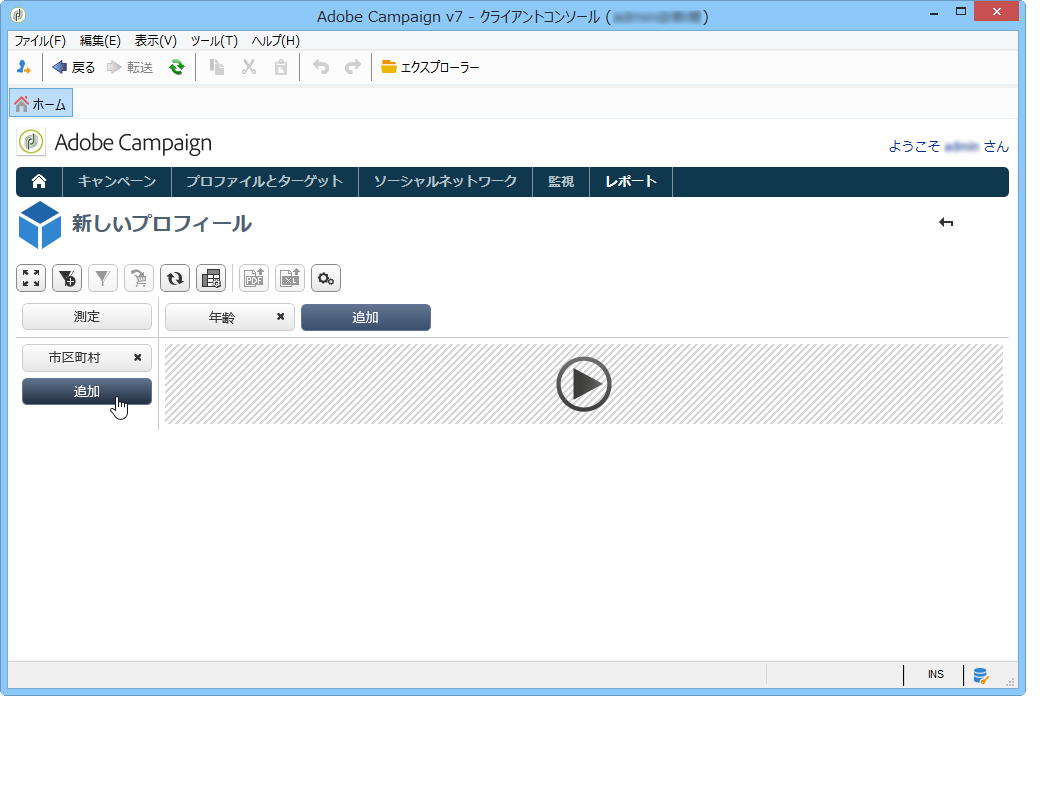 Adobe Campaign v7 - クライアントコンソール ( )
ファイル(F) 編集(E) 表示(V) ツール(T) ヘルプ(H)
戻る 転送 エクスプローラー
ホーム
Adobe Campaign
ようこそ さん
キャンペーン プロファイルとターゲット ソーシャルネットワーク 監視 レポート
新しいプロフィール
PDF XL
測定 年齢 追加
市区町村
追加
INS